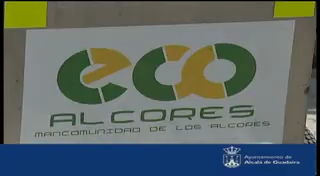 eco
ALCORES
MANCOMUNIDAD DE LOS ALCORES
Ayuntamiento de
Alcalá de Guadaíra